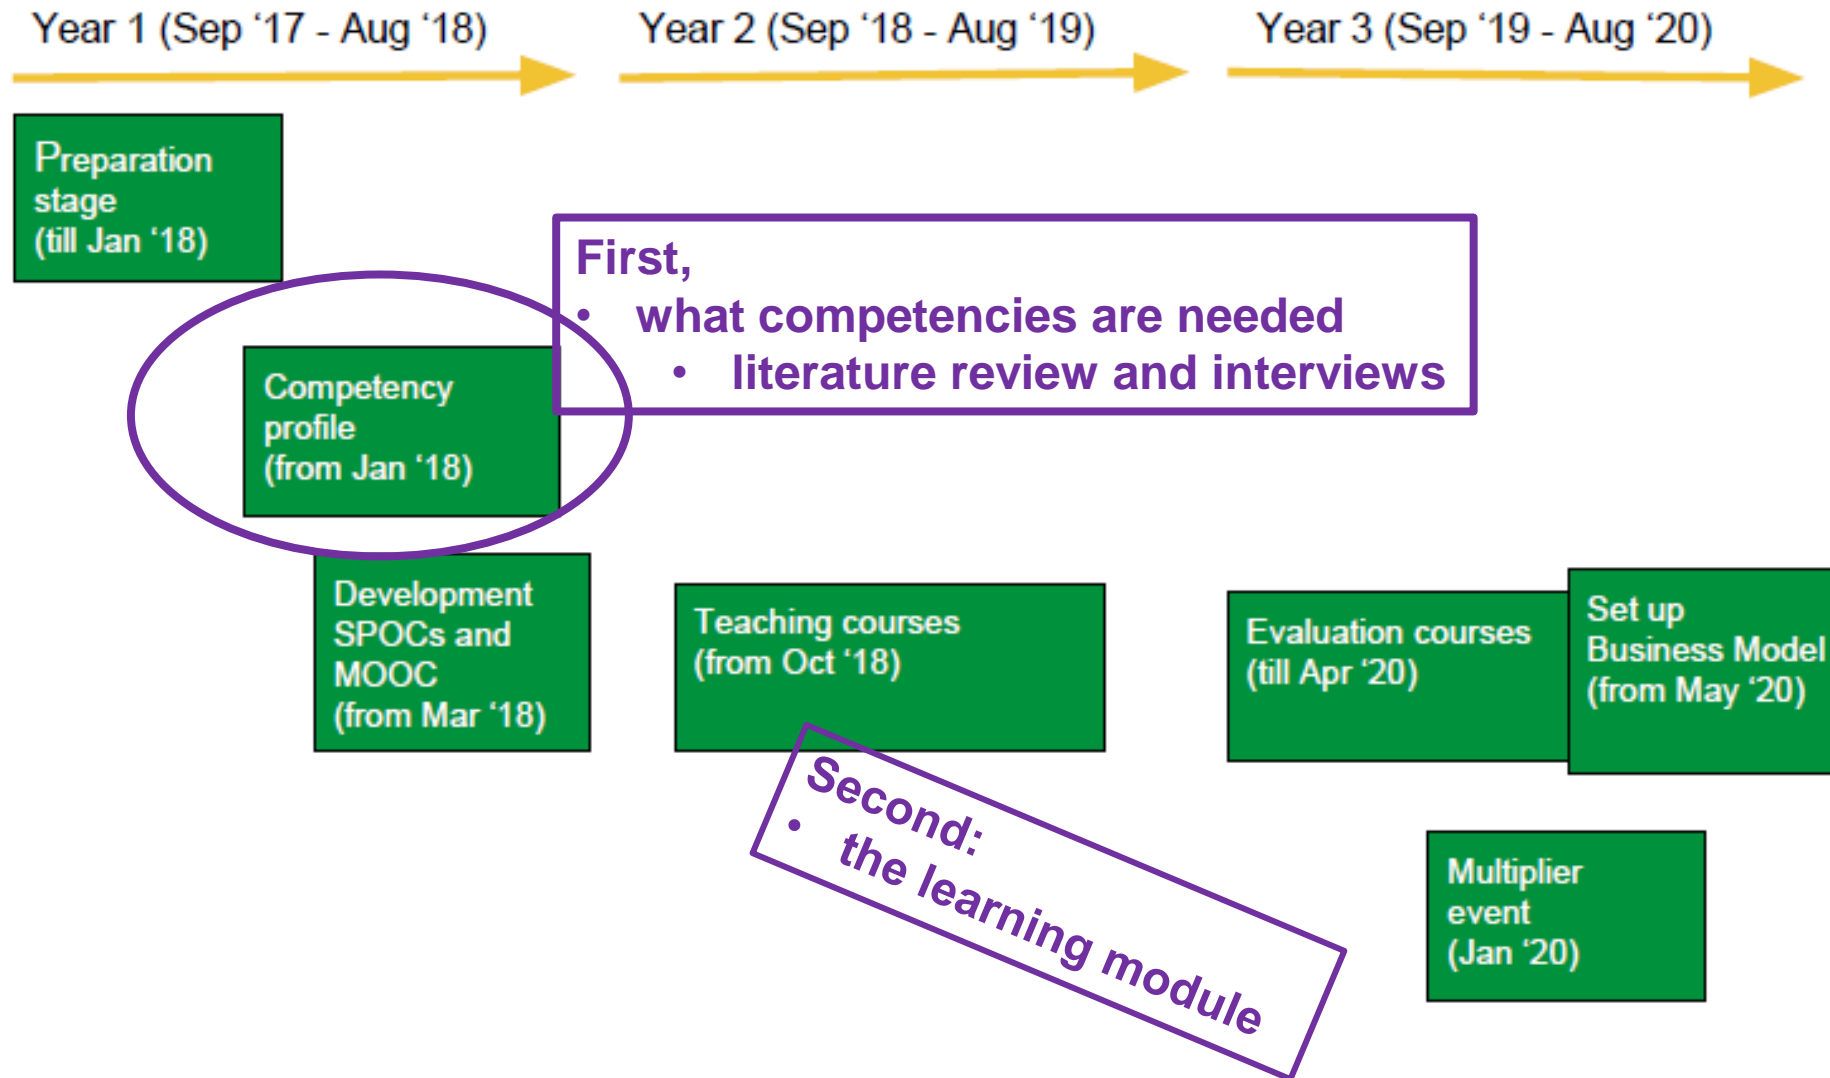 Year 1 (Sep ‘17 - Aug ‘18)
Year 2 (Sep ‘18 - Aug ‘19)
Year 3 (Sep ‘19 - Aug ‘20)
Preparation
stage
(till Jan ‘18)
First,
• what competencies are needed
• literature review and interviews
Competency
profile
(from Jan ‘18)
Development
SPOCs and
MOOC
(from Mar ‘18)
Teaching courses
(from Oct ‘18)
Evaluation courses
(till Apr ‘20)
Set up
Business Model
(from May ‘20)
Second:
• the learning module
Multiplier
event
(Jan ‘20)